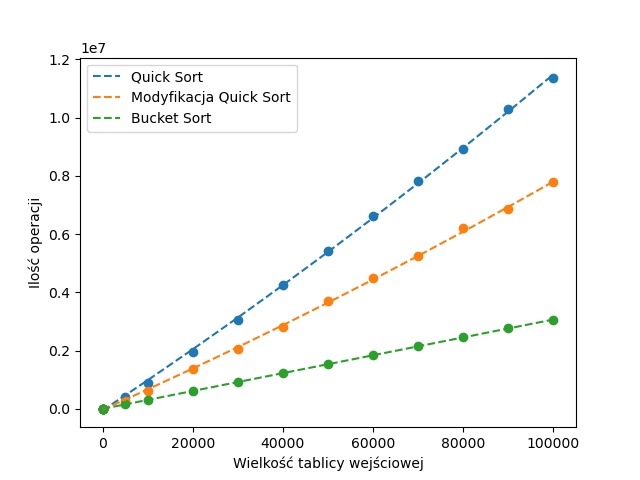 1e7
1.2
1.0
0.8
0.6
0.4
0.2
0.0
Ilość operacji
Quick Sort
Modyfikacja Quick Sort
Bucket Sort
0 20000 40000 60000 80000 100000
Wielkość tablicy wejściowej